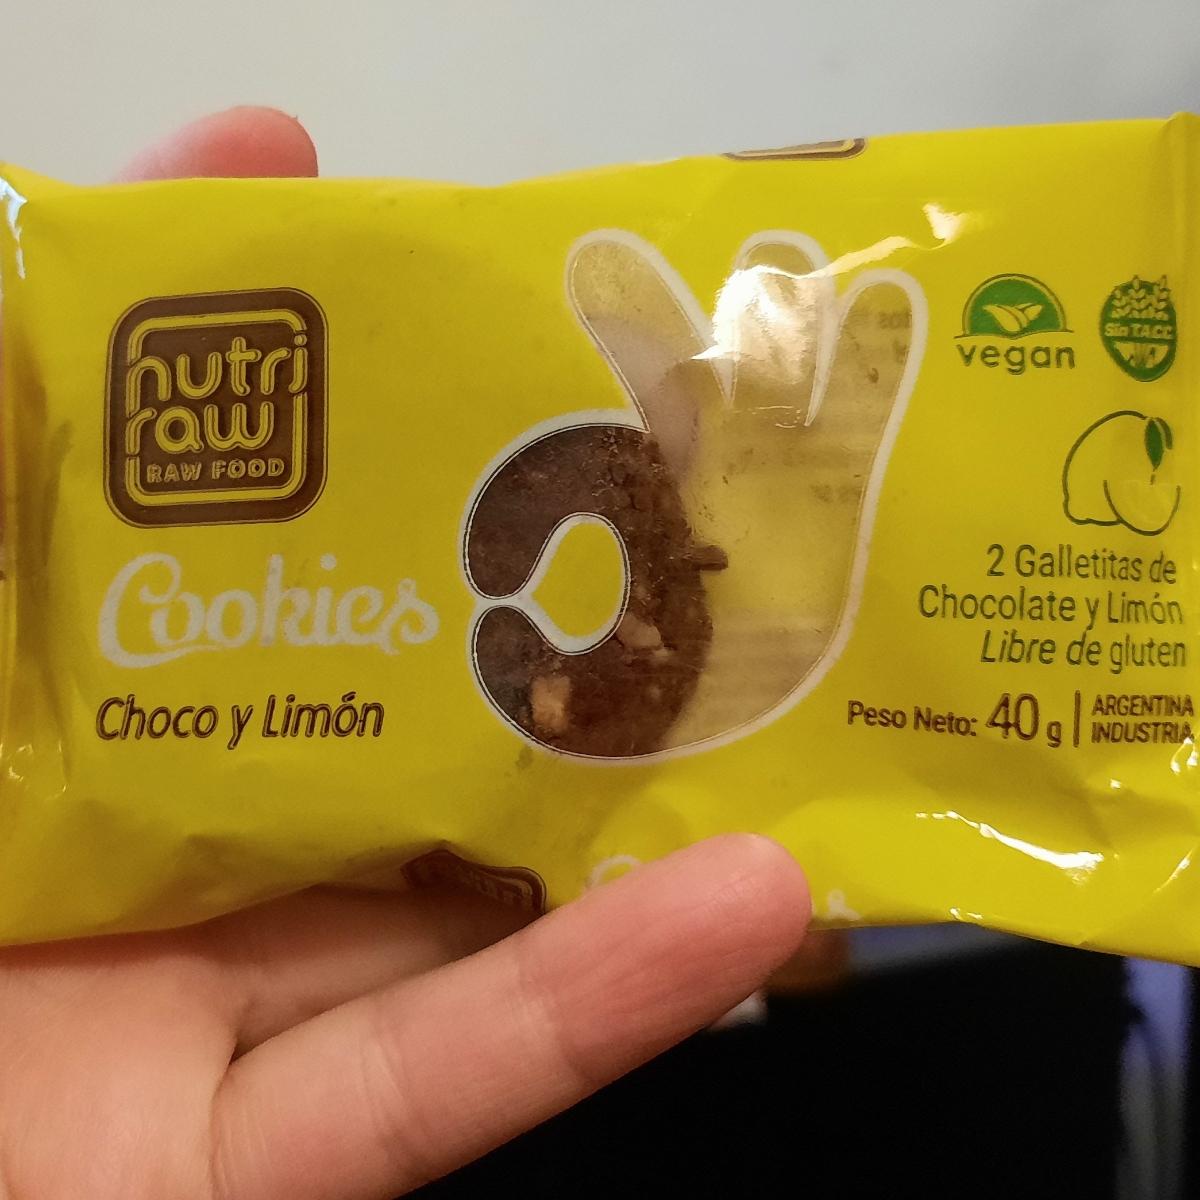 nutri
raw
RAW FOOD
Cookies
Choco y Limón
vegan
Sin TACC
2 Galletitas de
Chocolate y Limón
Libre de gluten
Peso Neto: 40 g
ARGENTINA
INDUSTRIA